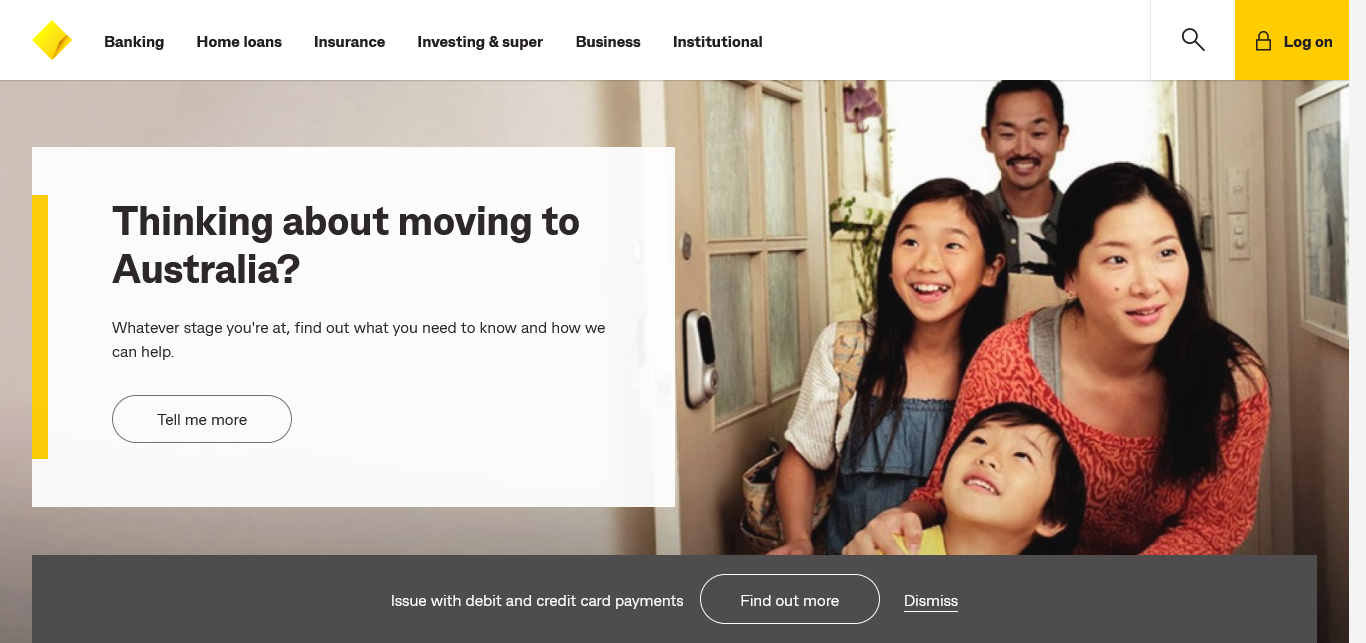 Banking
Home loans
Insurance
Investing & super
Business
Institutional
Log on
Thinking about moving to
Australia?
Whatever stage you're at, find out what you need to know and how we
can help.
Tell me more
Issue with debit and credit card payments
Find out more
Dismiss